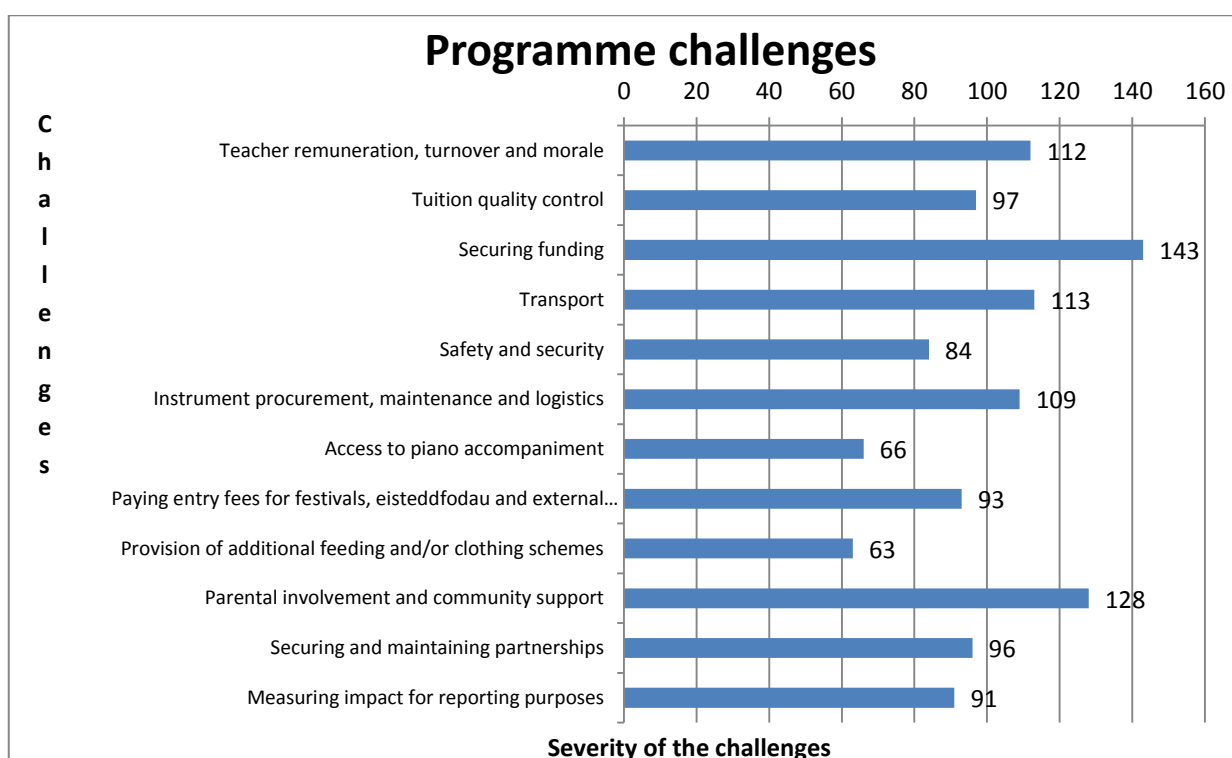 Programme challenges
0 20 40 60 80 100 120 140 160
Challenges
Teacher remuneration, turnover and morale 112
Tuition quality control 97
Securing funding 143
Transport 113
Safety and security 84
Instrument procurement, maintenance and logistics 109
Access to piano accompaniment 66
Paying entry fees for festivals, eisteddfodau and external... 93
Provision of additional feeding and/or clothing schemes 63
Parental involvement and community support 128
Securing and maintaining partnerships 96
Measuring impact for reporting purposes 91
Severity of the challenges